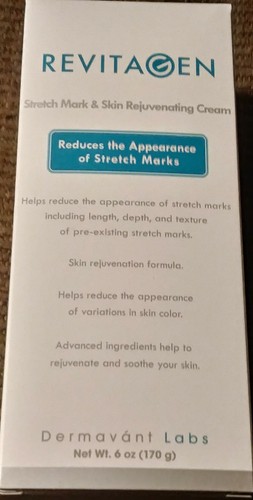 REVITAGEN
Stretch Mark & Skin Rejuvenating Cream
Reduces the Appearance
of Stretch Marks
Helps reduce the appearance of stretch marks
including length, depth, and texture
of pre-existing stretch marks.
Skin rejuvenation formula.
Helps reduce the appearance
of variations in skin color.
Advanced ingredients help to
rejuvenate and soothe your skin.
Dermavánt Labs
Net Wt. 6 oz (170 g)